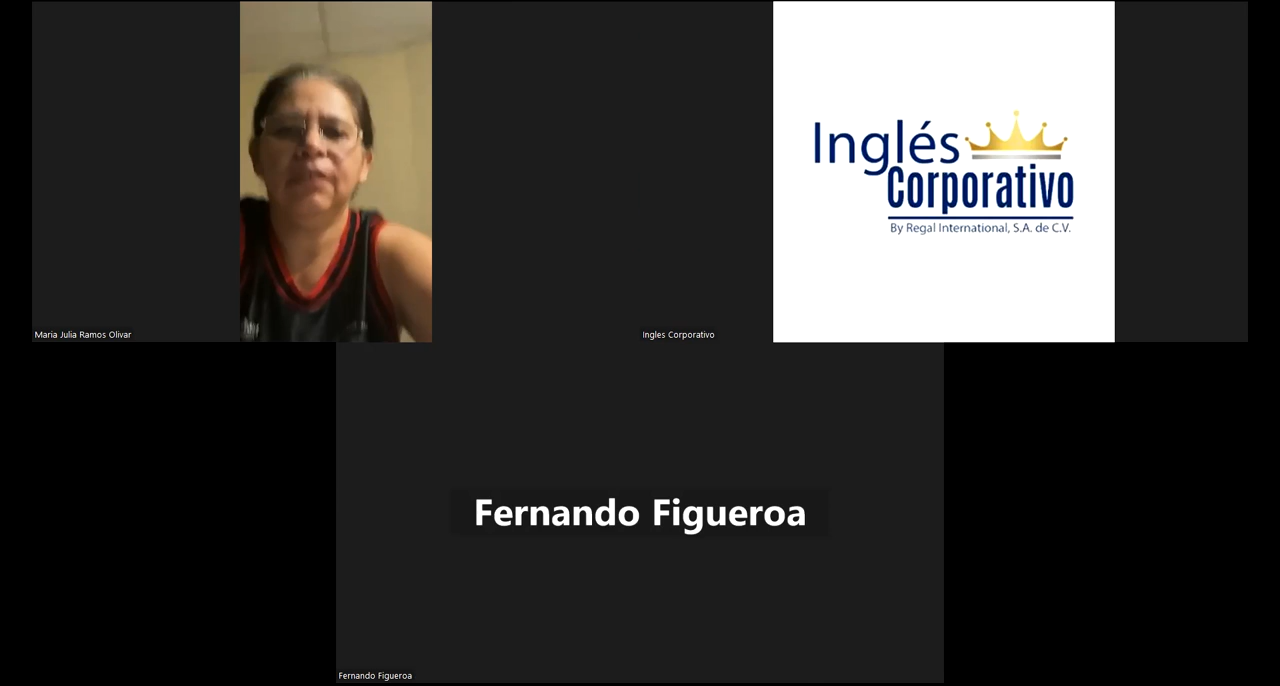 Inglés
Corporativo
By Regal International, S.A. de C.V.
Maria Julia Ramos Olivar
Ingles Corporativo
Fernando Figueroa
Fernando Figueroa